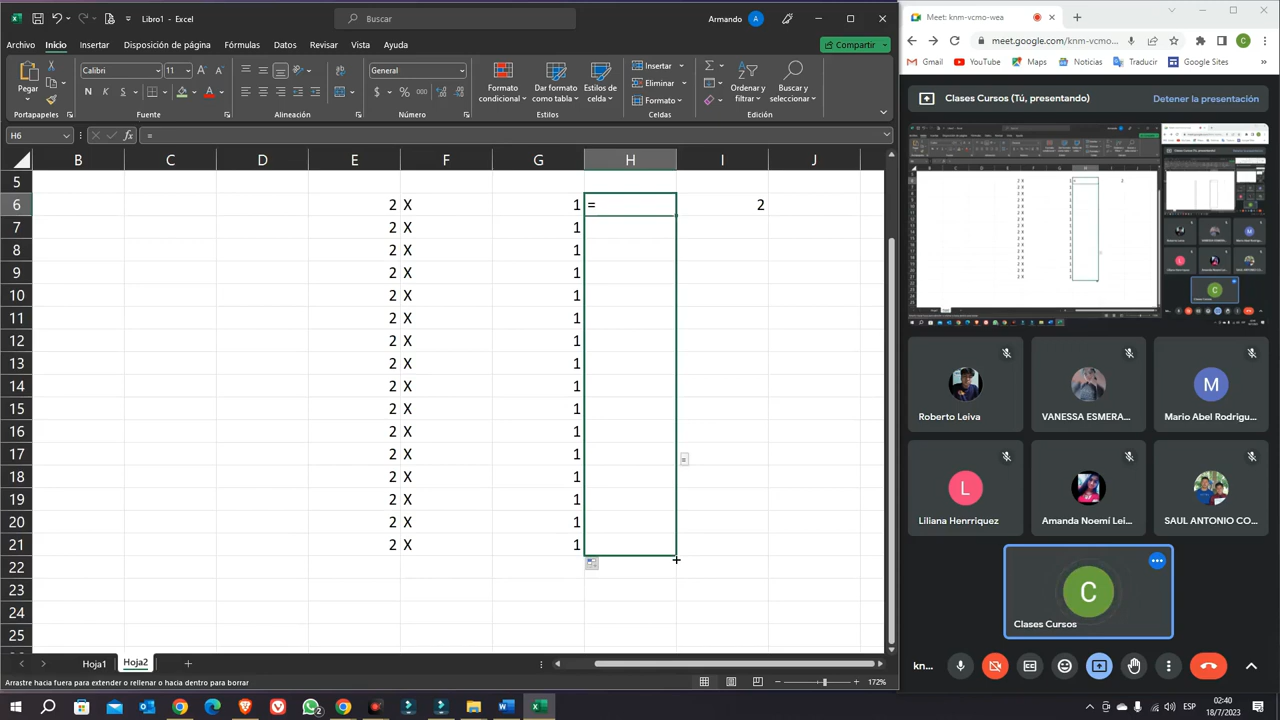 Libro1 - Excel
Buscar
Armando
A
Archivo Inicio Insertar Disposición de página Fórmulas Datos Revisar Vista Ayuda
Compartir
Pegar
Calibri 11
N K S
General
% 000
Formato condicional
Dar formato como tabla
Estilos de celda
Insertar
Eliminar
Formato
Ordenar y filtrar
Buscar y seleccionar
Portapapeles Fuente Alineación Número Estilos Celdas Edición
H6 fx =
B C D E F G H I J
6 2 X 1 = 2
7 2 X 1
8 2 X 1
9 2 X 1
10 2 X 1
11 2 X 1
12 2 X 1
13 2 X 1
14 2 X 1
15 2 X 1
16 2 X 1
17 2 X 1 =
18 2 X 1
19 2 X 1
20 2 X 1
21 2 X 1
22
23
24
25
Hoja1 Hoja2
Arrastre hacia fuera para extender o rellenar o hacia dentro para borrar
172%
Meet: knm-vcmo-wea
meet.google.com/knm-vcmo...
C
Gmail YouTube Maps Noticias Traducir Google Sites
Clases Cursos (Tú, presentando)
Detener la presentación
Roberto Leiva
VANESSA ESMERA...
M
Mario Abel Rodrigu...
L
Liliana Henrriquez
Amanda Noemí Lei...
SAUL ANTONIO CO...
C
Clases Cursos
kn...
2
ESP
02:40
18/7/2023